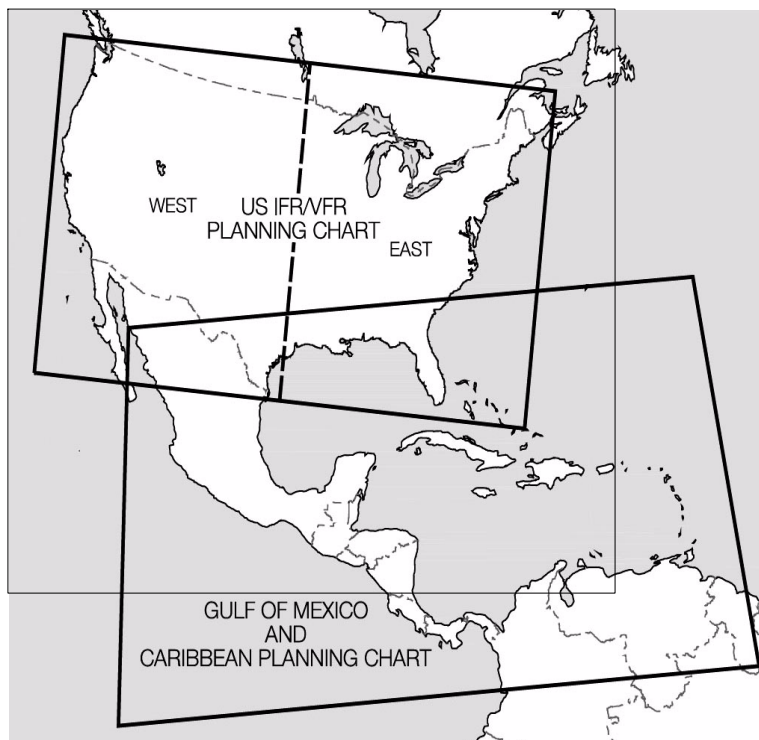 WEST
US IFR/VFR
PLANNING CHART
EAST
GULF OF MEXICO
AND
CARIBBEAN PLANNING CHART